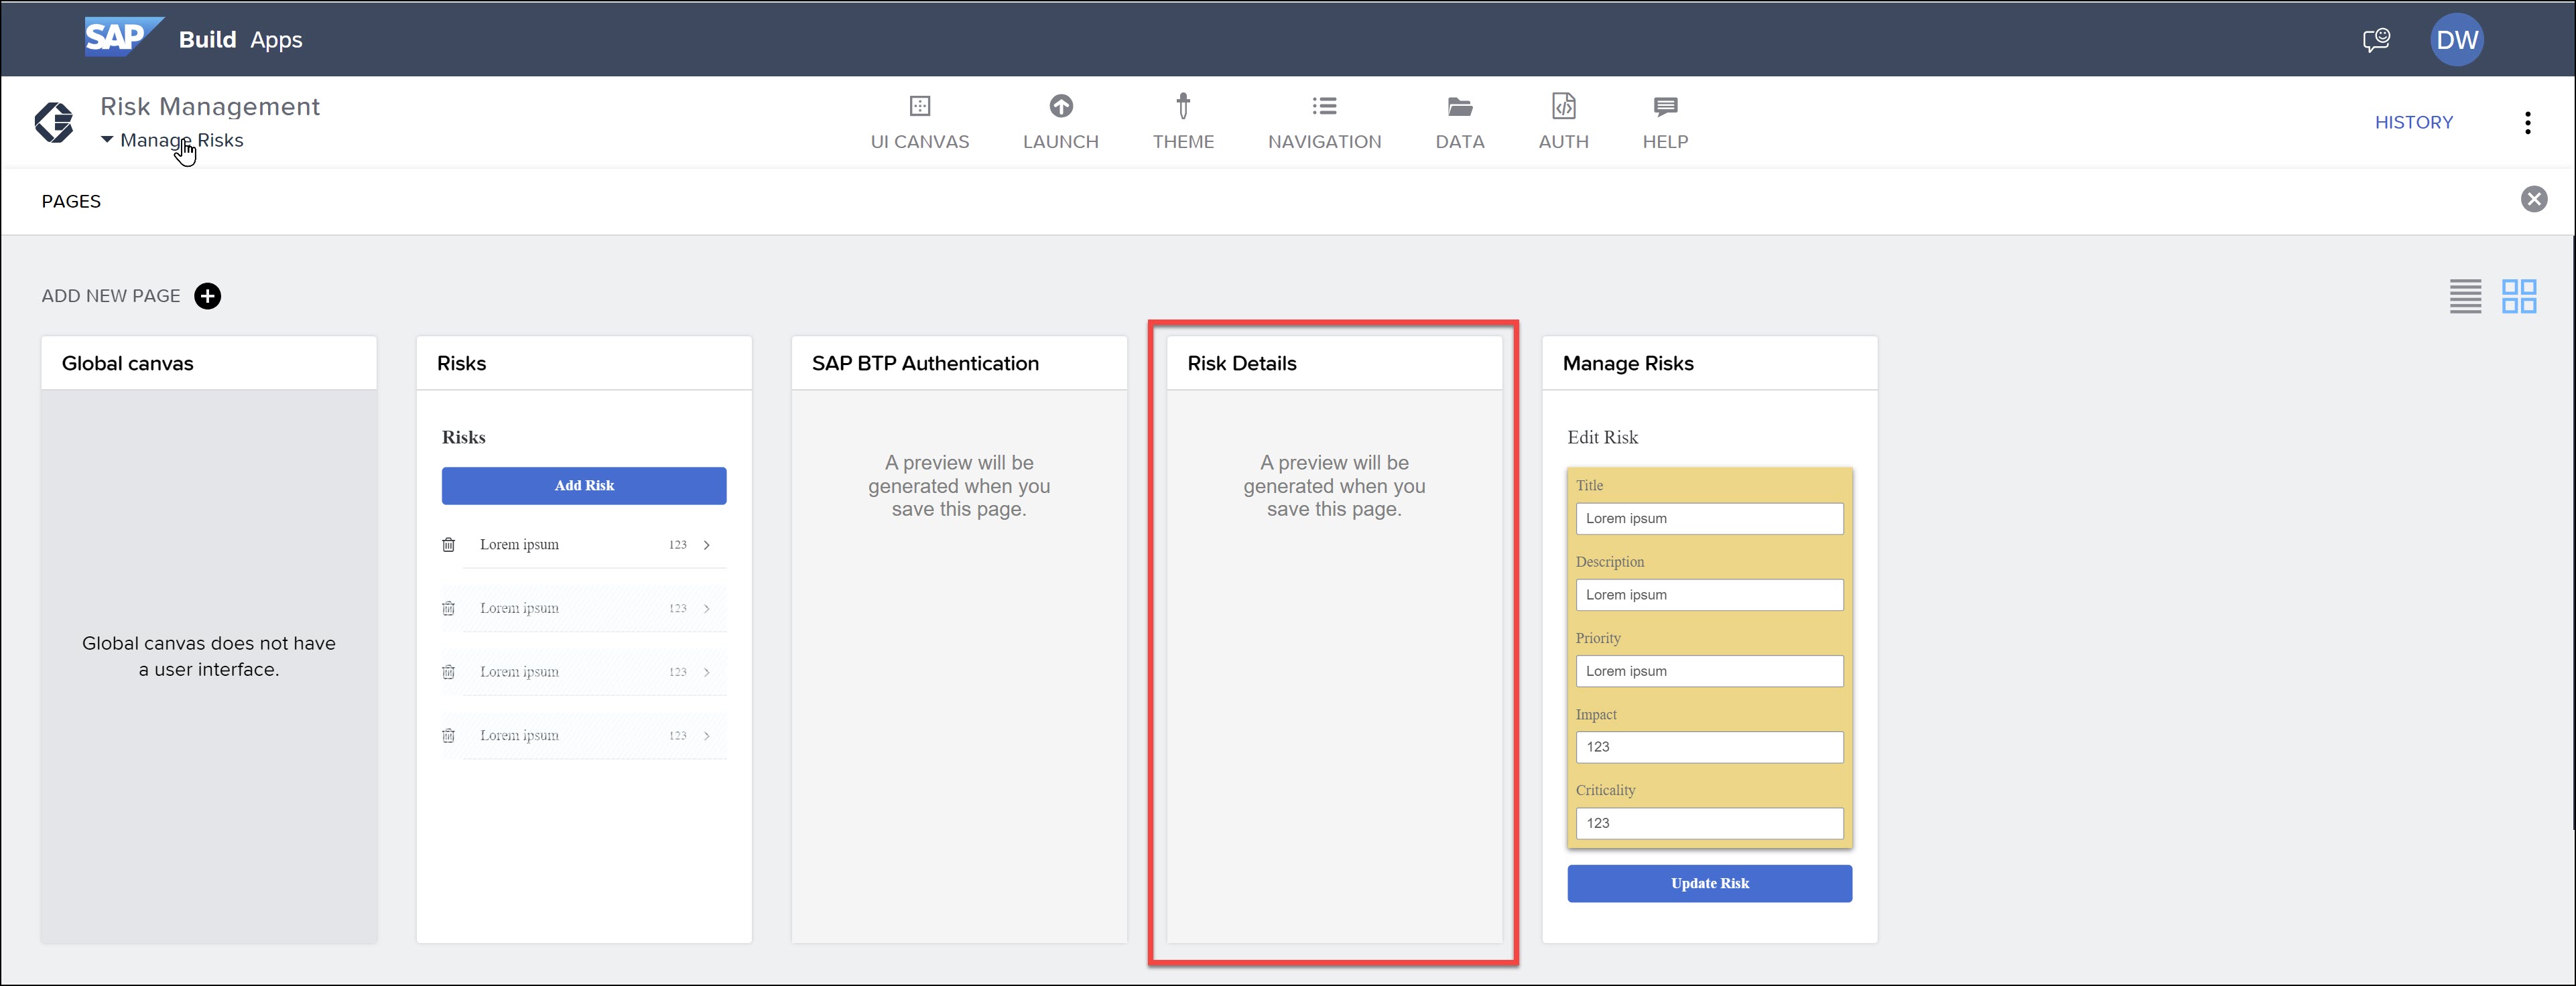 SAP Build Apps
DW
Risk Management
Manage Risks
UI CANVAS
LAUNCH
THEME
NAVIGATION
DATA
AUTH
HELP
HISTORY
PAGES
ADD NEW PAGE
Global canvas
Global canvas does not have
a user interface.
Risks
Risks
Add Risk
Lorem ipsum 123
Lorem ipsum 123
Lorem ipsum 123
Lorem ipsum 123
SAP BTP Authentication
A preview will be
generated when you
save this page.
Risk Details
A preview will be
generated when you
save this page.
Manage Risks
Edit Risk
Title
Lorem ipsum
Description
Lorem ipsum
Priority
Lorem ipsum
Impact
123
Criticality
123
Update Risk